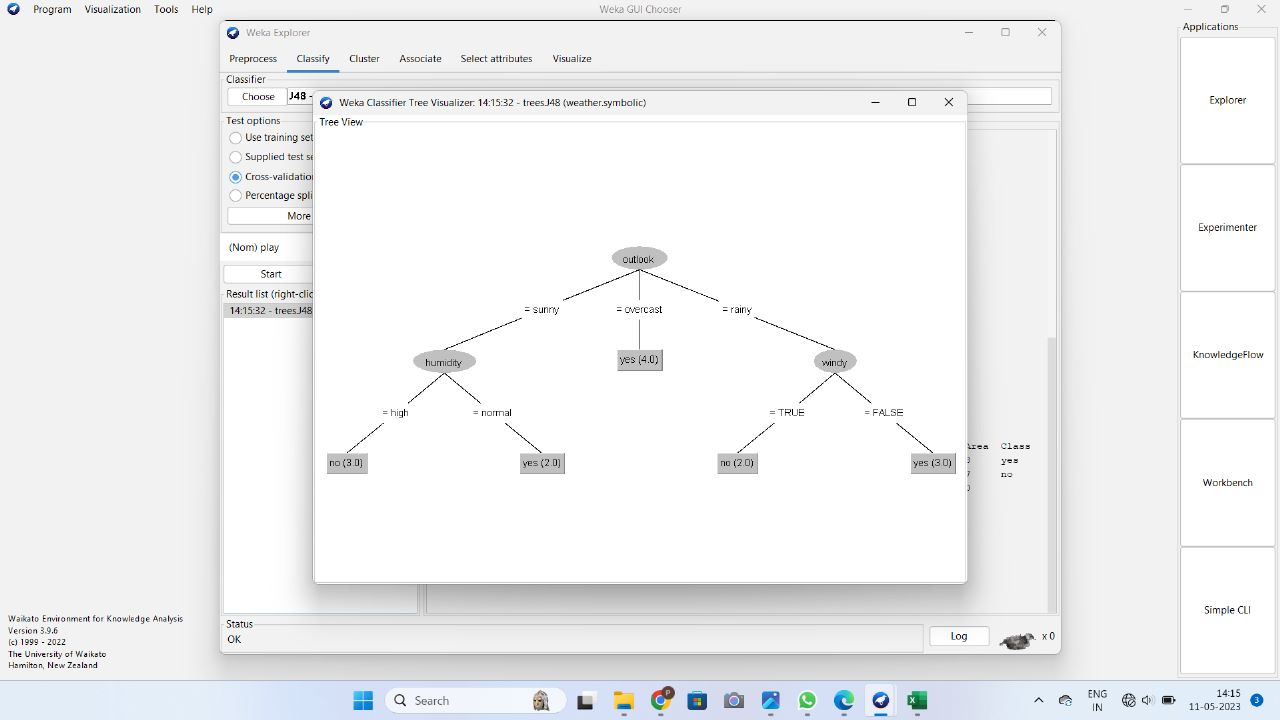 Program Visualization Tools Help
Weka GUI Chooser
Weka Explorer
Preprocess Classify Cluster Associate Select attributes Visualize
Classifier
Choose J48 -
Test options
Use training set
Supplied test se
Cross-validation
Percentage spli
More
(Nom) play
Start
Result list (right-clic
14:15:32 - trees.J48
Weka Classifier Tree Visualizer: 14:15:32 - trees.J48 (weather.symbolic)
Tree View
outlook
= sunny = overcast = rainy
humidity yes (4.0) windy
= high = normal = TRUE = FALSE
no (3.0) yes (2.0) no (2.0) yes (3.0)
Area Class
yes
no
Status
OK
Log
x 0
Applications
Explorer
Experimenter
KnowledgeFlow
Workbench
Simple CLI
Waikato Environment for Knowledge Analysis
Version 3.9.6
(c) 1999 - 2022
The University of Waikato
Hamilton, New Zealand
Search
P
ENG
IN
14:15
11-05-2023
3